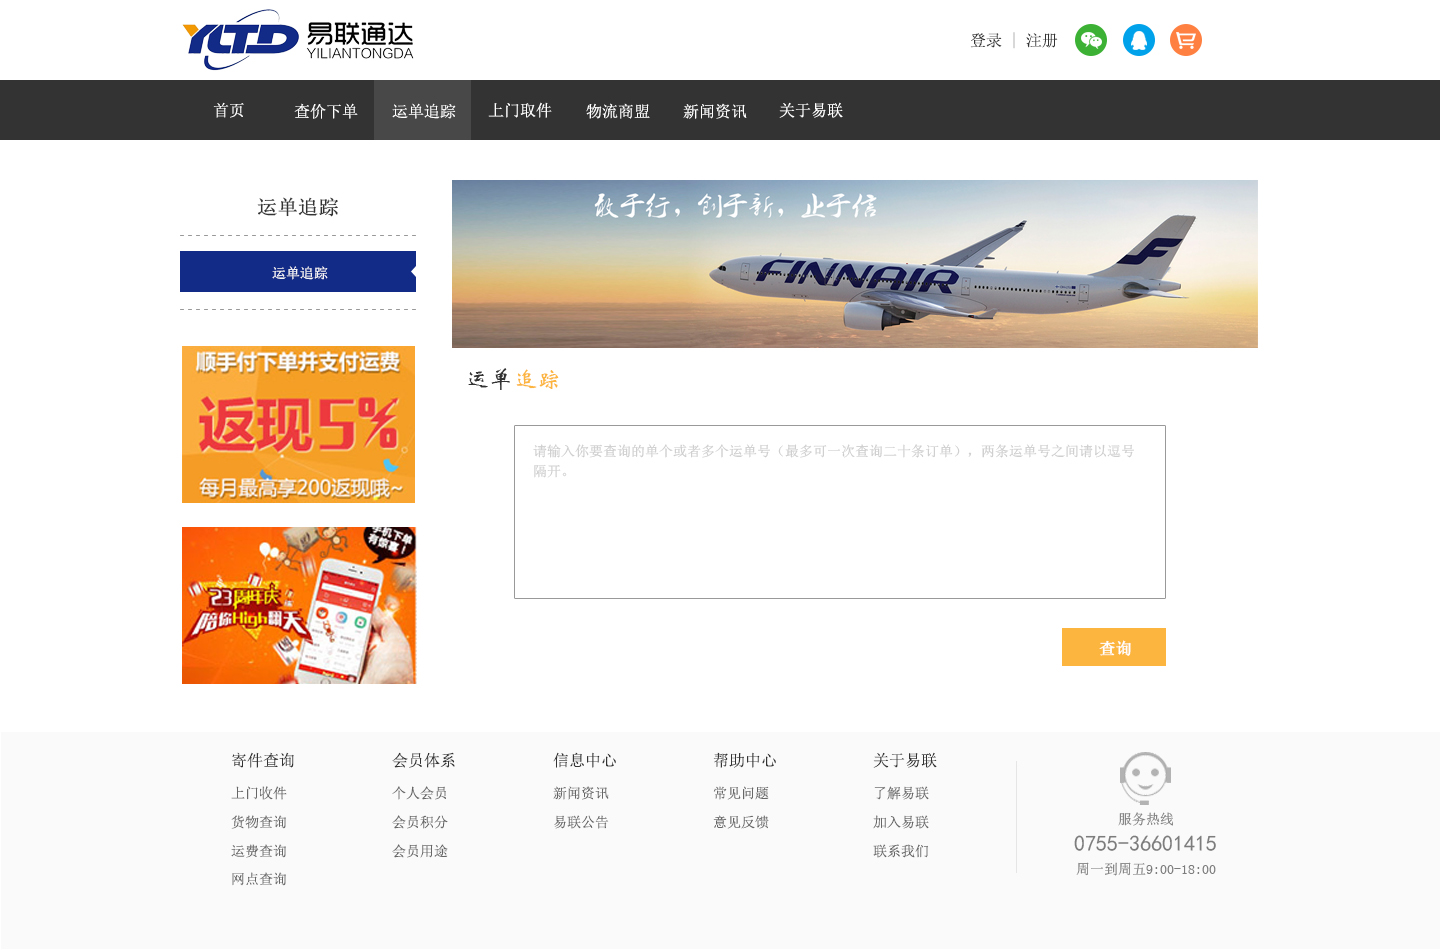 YLTD 易联通达
YILIANTONGDA
登录 | 注册
首页 查价下单 运单追踪 上门取件 物流商盟 新闻资讯 关于易联
运单追踪
运单追踪
顺手付下单并支付运费
返现5%
每月最高享200返现哦~
手机下单
有惊喜!
23周年庆
陪你High翻天
敢于行，创于新，止于信
FINNAIR
运单追踪
请输入你要查询的单个或者多个运单号（最多可一次查询二十条订单），两条运单号之间请以逗号
隔开。
查询
寄件查询
上门收件
货物查询
运费查询
网点查询
会员体系
个人会员
会员积分
会员用途
信息中心
新闻资讯
易联公告
帮助中心
常见问题
意见反馈
关于易联
了解易联
加入易联
联系我们
服务热线
0755-36601415
周一到周五9:00-18:00